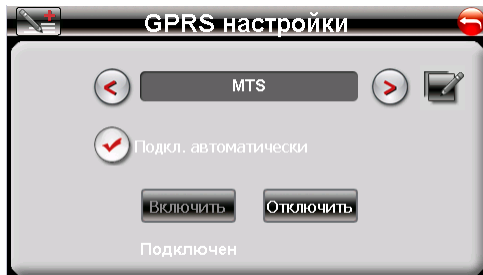 GPRS настройки
MTS
Подкл. автоматически
Включить Отключить
Подключен